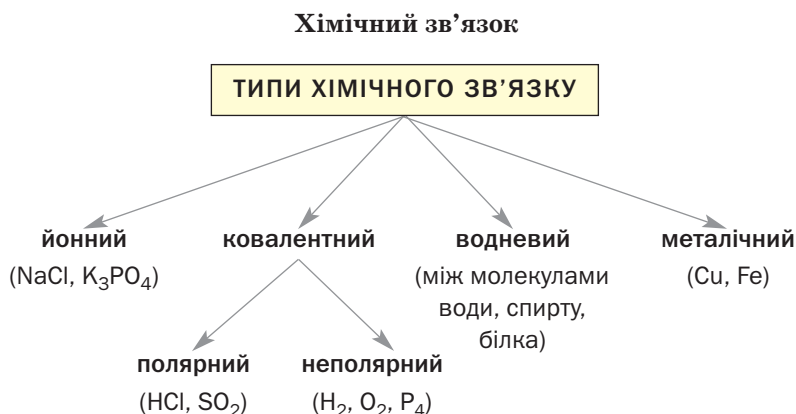 Хімічний зв’язок
ТИПИ ХІМІЧНОГО ЗВ’ЯЗКУ
йонний
(NaCl, K₃PO₄)
ковалентний
водневий
(між молекулами
води, спирту,
білка)
металічний
(Cu, Fe)
полярний
(HCl, SO₂)
неполярний
(H₂, O₂, P₄)